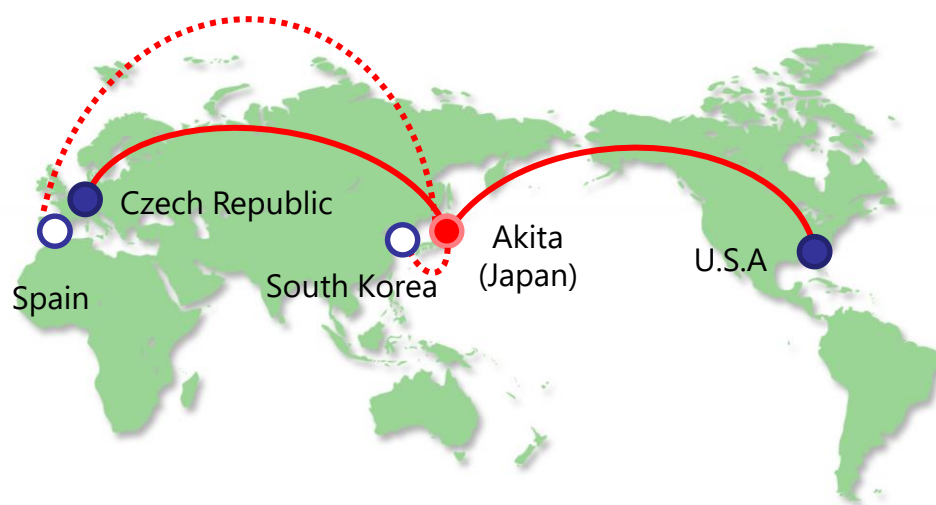 Czech Republic
Akita
(Japan)
U.S.A
South Korea
Spain